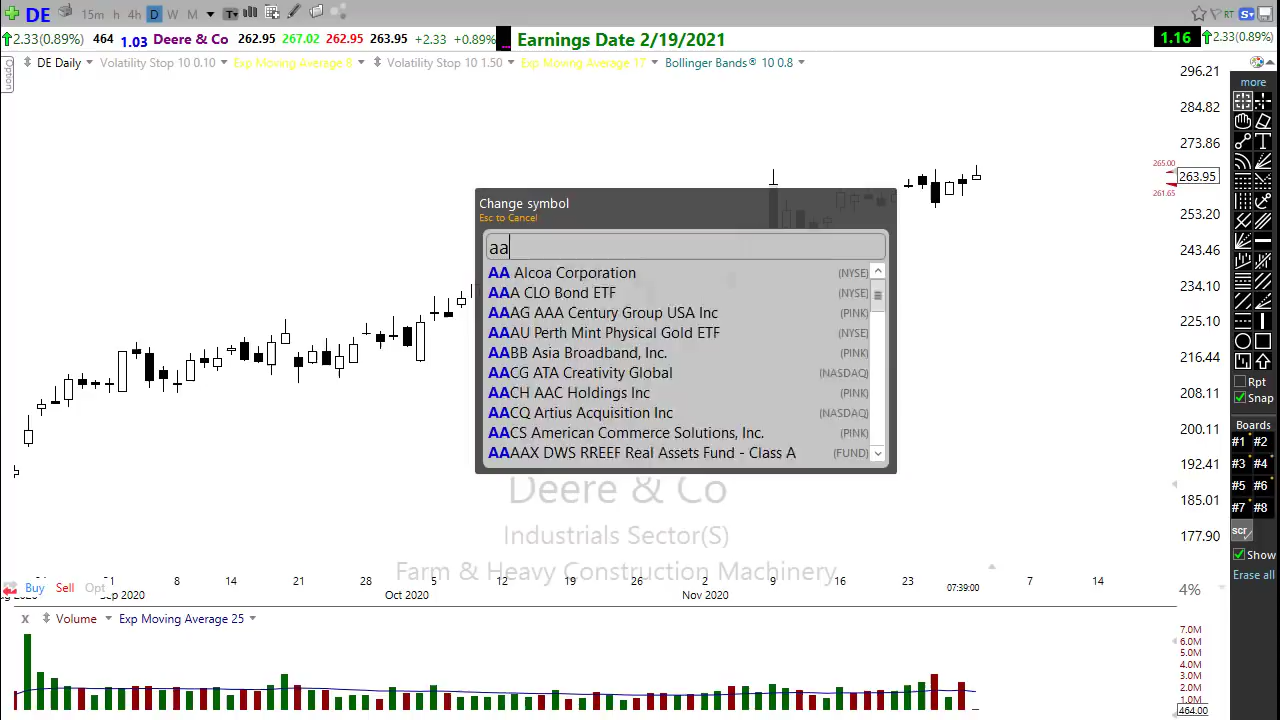 DE 15m h 4h D W M T RT S
2.33(0.89%) 464 1.03 Deere & Co 262.95 267.02 262.95 263.95 +2.33 +0.89% Earnings Date 2/19/2021 1.16 2.33(0.89%)
Option DE Daily Volatility Stop 10 0.10 Exp Moving Average 8 Volatility Stop 10 1.50 Exp Moving Average 17 Bollinger Bands® 10 0.8
296.21
more
284.82
273.86
265.00
263.95
261.65
253.20
243.46
234.10
225.10
216.44
208.11
200.11
192.41
185.01
177.90
Change symbol
Esc to Cancel
aa
AA Alcoa Corporation (NYSE)
AAA CLO Bond ETF (NYSE)
AAAG AAA Century Group USA Inc (PINK)
AAAU Perth Mint Physical Gold ETF (NYSE)
AABB Asia Broadband, Inc. (PINK)
AACG ATA Creativity Global (NASDAQ)
AACH AAC Holdings Inc (PINK)
AACQ Artius Acquisition Inc (NASDAQ)
AACS American Commerce Solutions, Inc. (PINK)
AAAAX DWS RREEF Real Assets Fund - Class A (FUND)
Deere & Co
Industrials Sector(S)
Farm & Heavy Construction Machinery
Rpt
Snap
Boards
#1 #2
#3 #4
#5 #6
#7 #8
scr
Show
Erase all
Buy Sell Opt
1 8 14 21 28 5 12 19 26 2 9 16 23 7 14
Sep 2020 Oct 2020 Nov 2020 07:39:00
4%
x Volume Exp Moving Average 25
7.0M
6.0M
5.0M
4.0M
3.0M
2.0M
1.0M
464.00